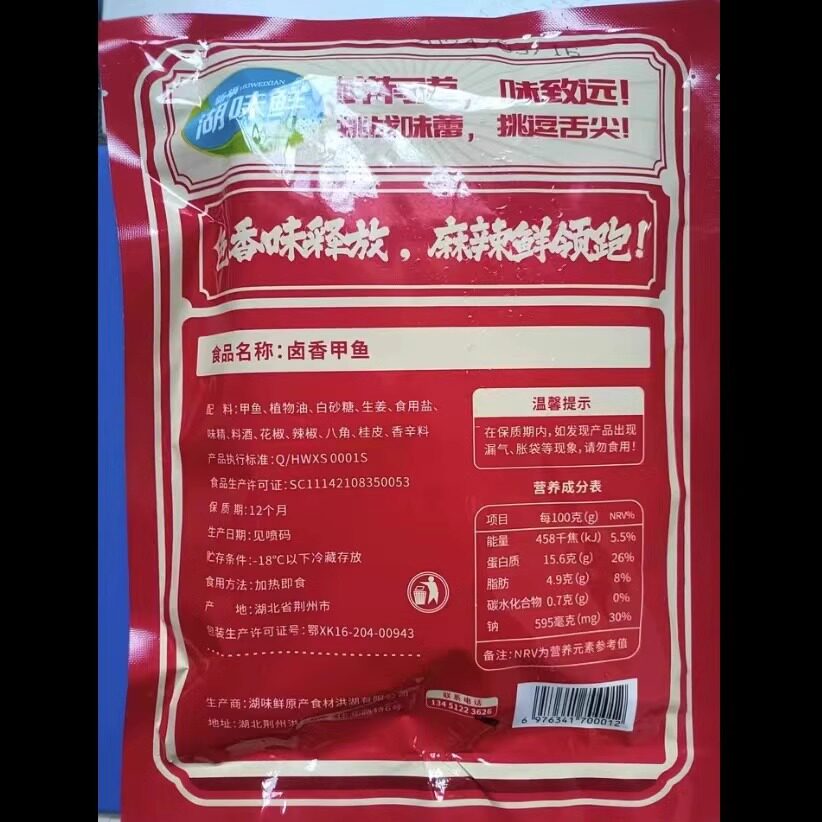 湖味鲜
味致远！
挑战味蕾，挑逗舌尖！
色香味释放，麻辣鲜领跑！
食品名称：卤香甲鱼
配 料：甲鱼、植物油、白砂糖、生姜、食用盐、
味精、料酒、花椒、辣椒、八角、桂皮、香辛料
产品执行标准：Q/HWXS 0001S
食品生产许可证：SC11142108350053
保 质 期：12个月
生产日期：见喷码
贮存条件：-18℃以下冷藏存放
食用方法：加热即食
产 地：湖北省荆州市
包装生产许可证号：鄂XK16-204-00943
生产商：湖味鲜原产食材洪湖有限公司
地址：湖北荆州洪
温馨提示
在保质期内，如发现产品出现
漏气、胀袋等现象，请勿食用！
营养成分表
项目 每100克(g) NRV%
能量 458千焦(kJ) 5.5%
蛋白质 15.6克(g) 26%
脂肪 4.9克(g) 8%
碳水化合物 0.7克(g) 0%
钠 595毫克(mg) 30%
备注：NRV为营养元素参考值
联系电话
134 5122 3626
6 976341 700012